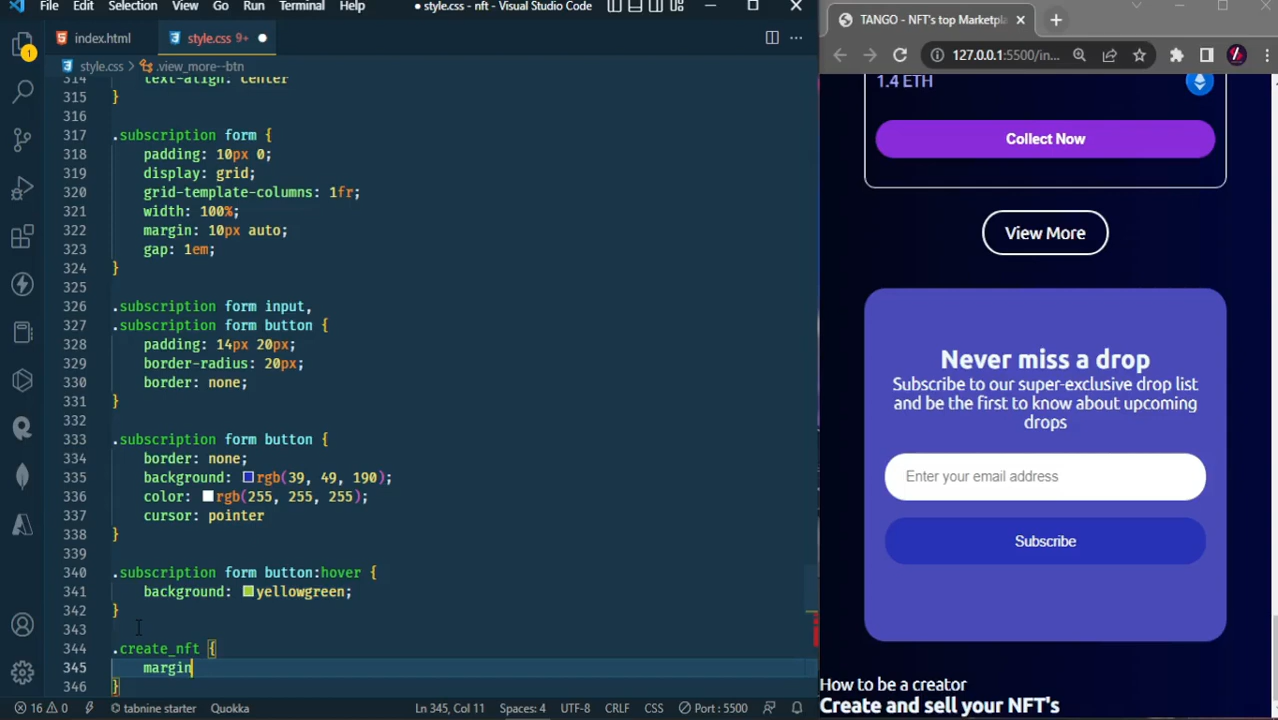 File Edit Selection View Go Run Terminal Help ● style.css - nft - Visual Studio Code
index.html style.css 9+
style.css > .view_more--btn
314 text-align: center
315 }
316
317 .subscription form {
318 padding: 10px 0;
319 display: grid;
320 grid-template-columns: 1fr;
321 width: 100%;
322 margin: 10px auto;
323 gap: 1em;
324 }
325
326 .subscription form input,
327 .subscription form button {
328 padding: 14px 20px;
329 border-radius: 20px;
330 border: none;
331 }
332
333 .subscription form button {
334 border: none;
335 background: rgb(39, 49, 190);
336 color: rgb(255, 255, 255);
337 cursor: pointer
338 }
339
340 .subscription form button:hover {
341 background: yellowgreen;
342 }
343
344 .create_nft {
345 margin
346 }
1
16 0 tabnine starter Quokka Ln 345, Col 11 Spaces: 4 UTF-8 CRLF CSS Port : 5500
TANGO - NFT's top Marketpla
127.0.0.1:5500/in...
1.4 ETH
Collect Now
View More
Never miss a drop
Subscribe to our super-exclusive drop list
and be the first to know about upcoming
drops
Enter your email address
Subscribe
How to be a creator
Create and sell your NFT's